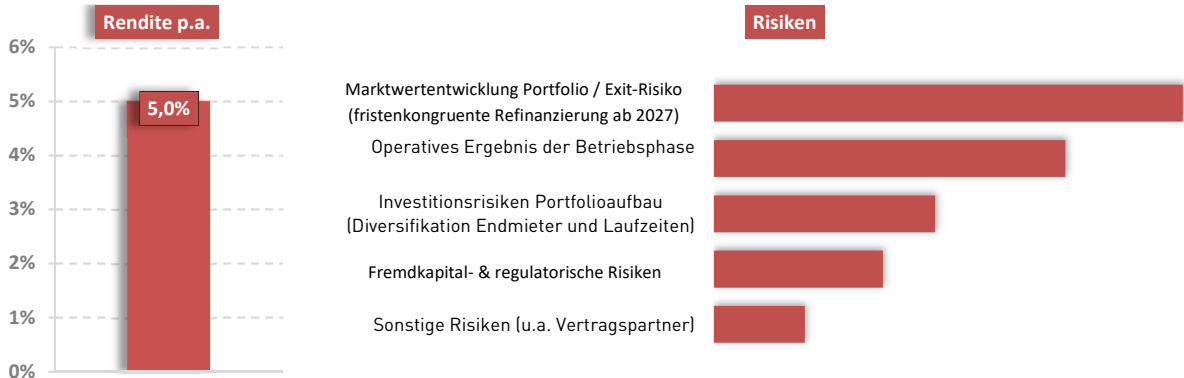 Rendite p.a.
6%
5%
4%
3%
2%
1%
0%
5,0%
Risiken
Marktwertentwicklung Portfolio / Exit-Risiko
(fristenkongruente Refinanzierung ab 2027)
Operatives Ergebnis der Betriebsphase
Investitionsrisiken Portfolioaufbau
(Diversifikation Endmieter und Laufzeiten)
Fremdkapital- & regulatorische Risiken
Sonstige Risiken (u.a. Vertragspartner)